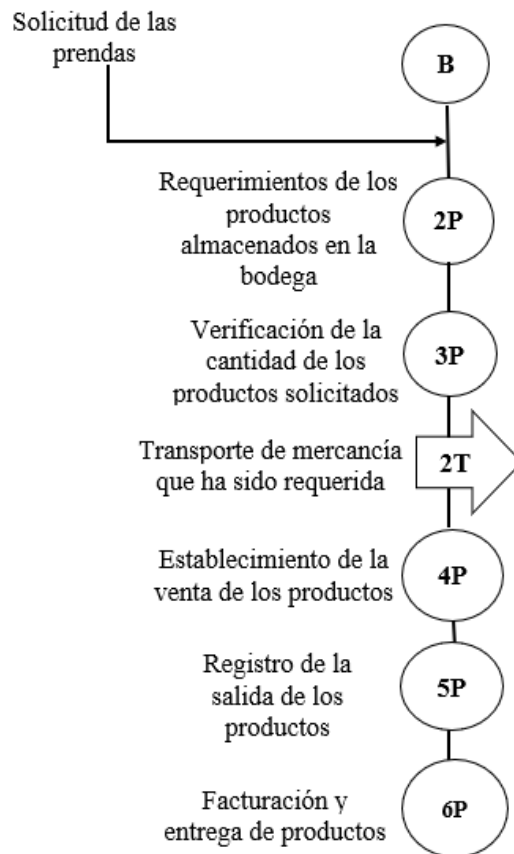 Solicitud de las
prendas
B
Requerimientos de los
productos
almacenados en la
bodega
2P
Verificación de la
cantidad de los
productos solicitados
3P
Transporte de mercancía
que ha sido requerida
2T
Establecimiento de la
venta de los productos
4P
Registro de la
salida de los
productos
5P
Facturación y
entrega de productos
6P